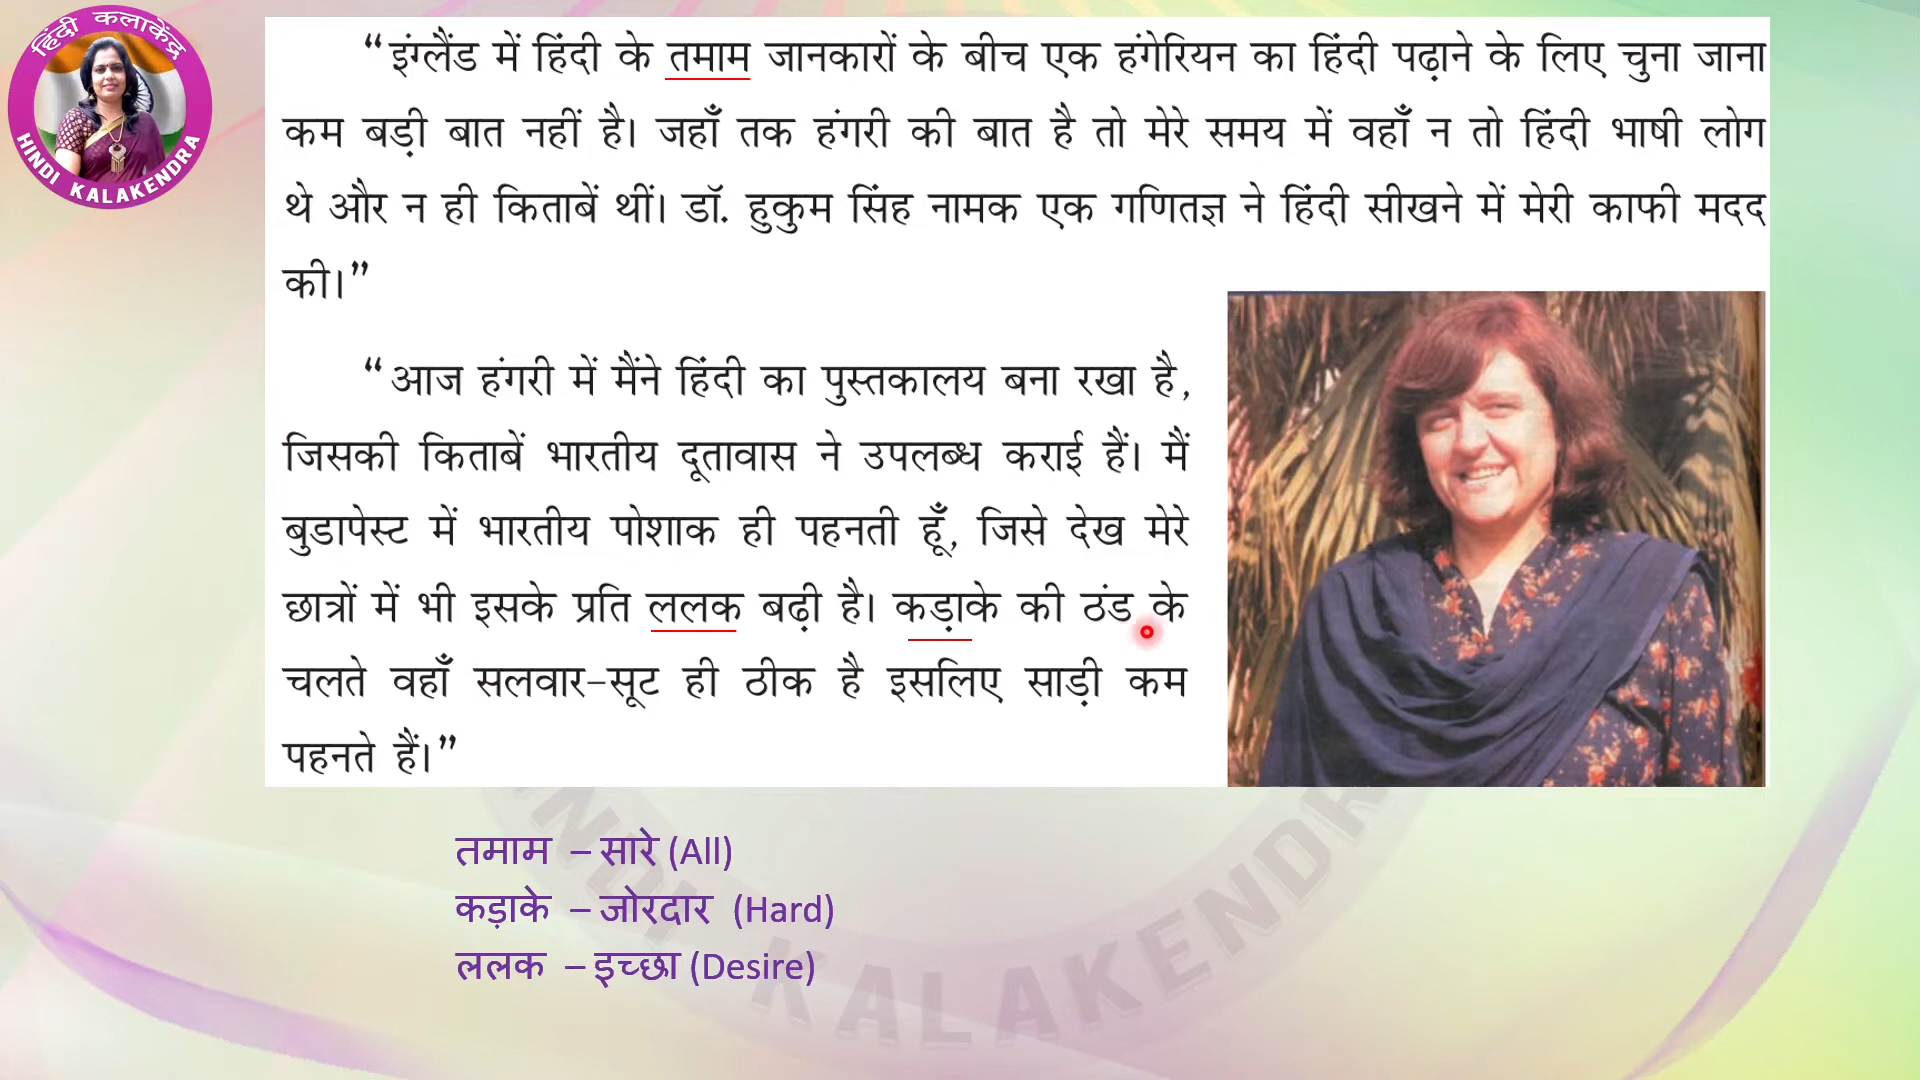 हिंदी कलाकेंद्र
HINDI KALAKENDRA
“इंग्लैंड में हिंदी के तमाम जानकारों के बीच एक हंगेरियन का हिंदी पढ़ाने के लिए चुना जाना
कम बड़ी बात नहीं है। जहाँ तक हंगरी की बात है तो मेरे समय में वहाँ न तो हिंदी भाषी लोग
थे और न ही किताबें थीं। डॉ. हुकुम सिंह नामक एक गणितज्ञ ने हिंदी सीखने में मेरी काफी मदद
की।”
“आज हंगरी में मैंने हिंदी का पुस्तकालय बना रखा है,
जिसकी किताबें भारतीय दूतावास ने उपलब्ध कराई हैं। मैं
बुडापेस्ट में भारतीय पोशाक ही पहनती हूँ, जिसे देख मेरे
छात्रों में भी इसके प्रति ललक बढ़ी है। कड़ाके की ठंड के
चलते वहाँ सलवार-सूट ही ठीक है इसलिए साड़ी कम
पहनते हैं।”
तमाम – सारे (All)
कड़ाके – जोरदार (Hard)
ललक – इच्छा (Desire)
NDI KALAKENDR